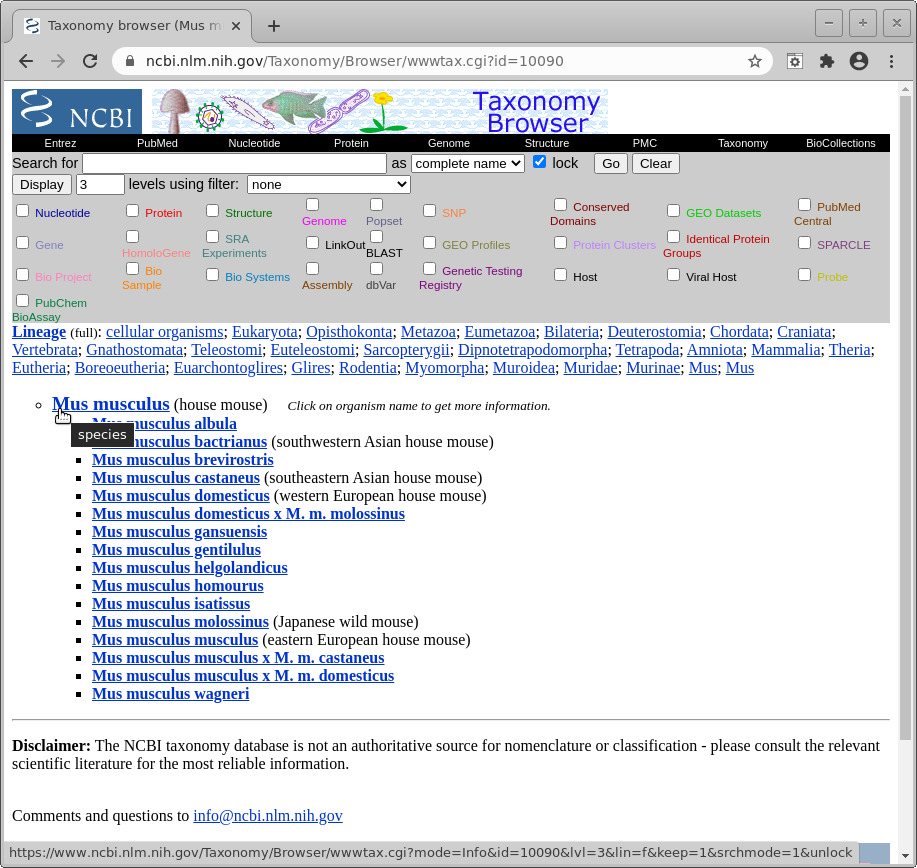 Taxonomy browser (Mus m
ncbi.nlm.nih.gov/Taxonomy/Browser/wwwtax.cgi?id=10090
NCBI
Taxonomy
Browser
Entrez PubMed Nucleotide Protein Genome Structure PMC Taxonomy BioCollections
Search for as complete name lock Go Clear
Display 3 levels using filter: none
Nucleotide Protein Structure Genome Popset SNP Conserved Domains GEO Datasets PubMed Central
Gene HomoloGene SRA Experiments LinkOut BLAST GEO Profiles Protein Clusters Identical Protein Groups SPARCLE
Bio Project Bio Sample Bio Systems Assembly dbVar Genetic Testing Registry Host Viral Host Probe
PubChem BioAssay
Lineage (full): cellular organisms; Eukaryota; Opisthokonta; Metazoa; Eumetazoa; Bilateria; Deuterostomia; Chordata; Craniata;
Vertebrata; Gnathostomata; Teleostomi; Euteleostomi; Sarcopterygii; Dipnotetrapodomorpha; Tetrapoda; Amniota; Mammalia; Theria;
Eutheria; Boreoeutheria; Euarchontoglires; Glires; Rodentia; Myomorpha; Muroidea; Muridae; Murinae; Mus; Mus
Mus musculus (house mouse) Click on organism name to get more information.
Mus musculus albula
species
musculus bactrianus (southwestern Asian house mouse)
Mus musculus brevirostris
Mus musculus castaneus (southeastern Asian house mouse)
Mus musculus domesticus (western European house mouse)
Mus musculus domesticus x M. m. molossinus
Mus musculus gansuensis
Mus musculus gentilulus
Mus musculus helgolandicus
Mus musculus homourus
Mus musculus isatissus
Mus musculus molossinus (Japanese wild mouse)
Mus musculus musculus (eastern European house mouse)
Mus musculus musculus x M. m. castaneus
Mus musculus musculus x M. m. domesticus
Mus musculus wagneri
Disclaimer: The NCBI taxonomy database is not an authoritative source for nomenclature or classification - please consult the relevant
scientific literature for the most reliable information.
Comments and questions to info@ncbi.nlm.nih.gov
https://www.ncbi.nlm.nih.gov/Taxonomy/Browser/wwwtax.cgi?mode=Info&id=10090&lvl=3&lin=f&keep=1&srchmode=1&unlock